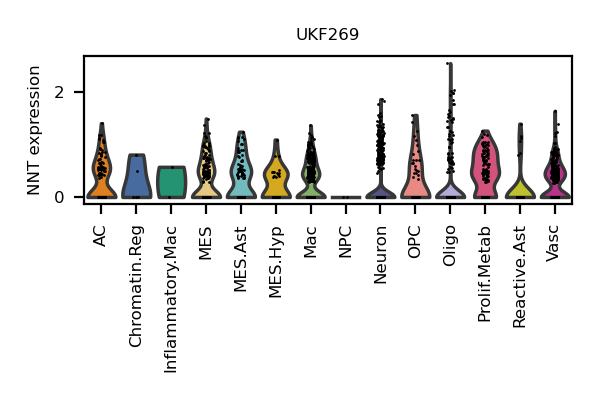 UKF269
NNT expression
2
0
AC
Chromatin.Reg
Inflammatory.Mac
MES
MES.Ast
MES.Hyp
Mac
NPC
Neuron
OPC
Oligo
Prolif.Metab
Reactive.Ast
Vasc